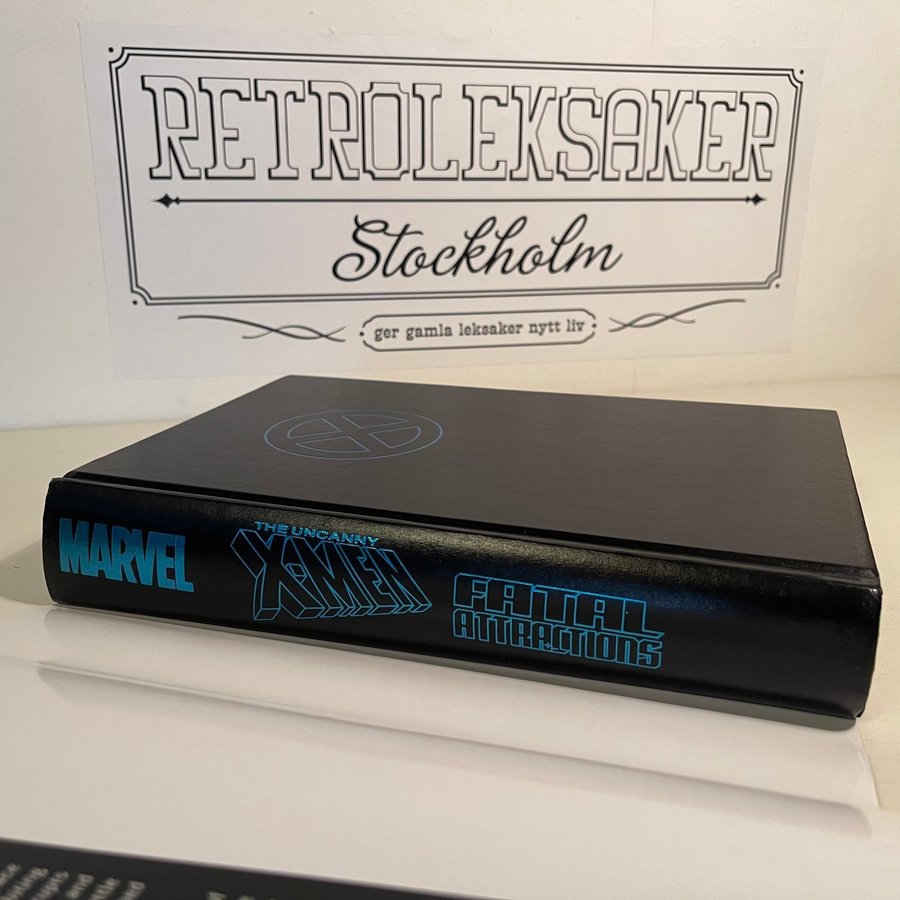 RETROLEKSAKER
Stockholm
ger gamla leksaker nytt liv
MARVEL
THE UNCANNY
X-MEN
FATAL
ATTRACTIONS